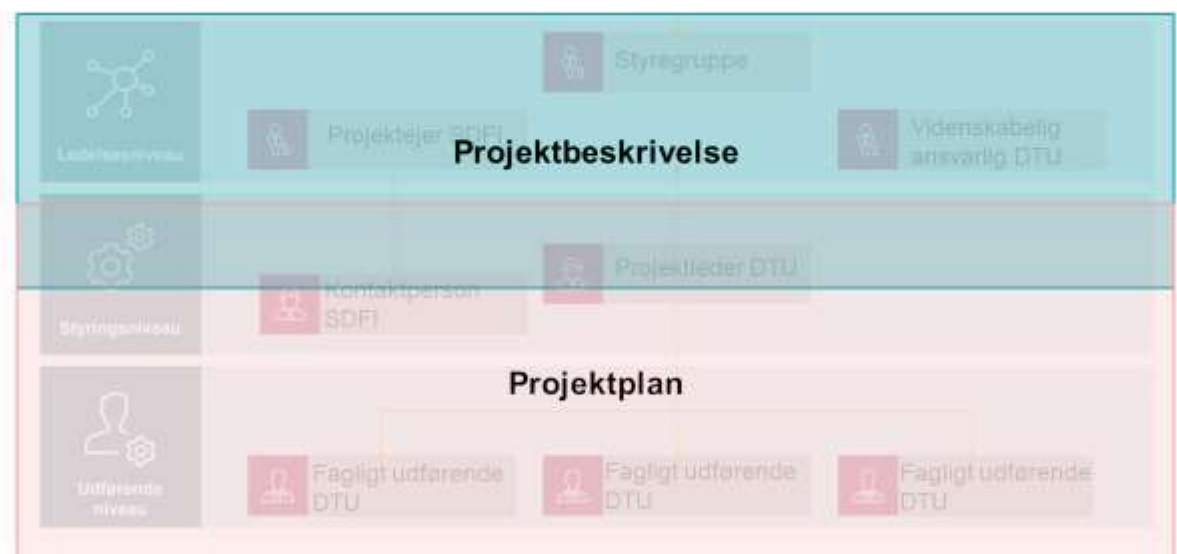 Styregruppe
Projektejer SDFI
Videnskabelig
ansvarlig DTU
Ledelsesniveau
Projektbeskrivelse
Projektleder DTU
Kontaktperson
SDFI
Styringsniveau
Projektplan
Fagligt udførende
DTU
Fagligt udførende
DTU
Fagligt udførende
DTU
Udførende
niveau